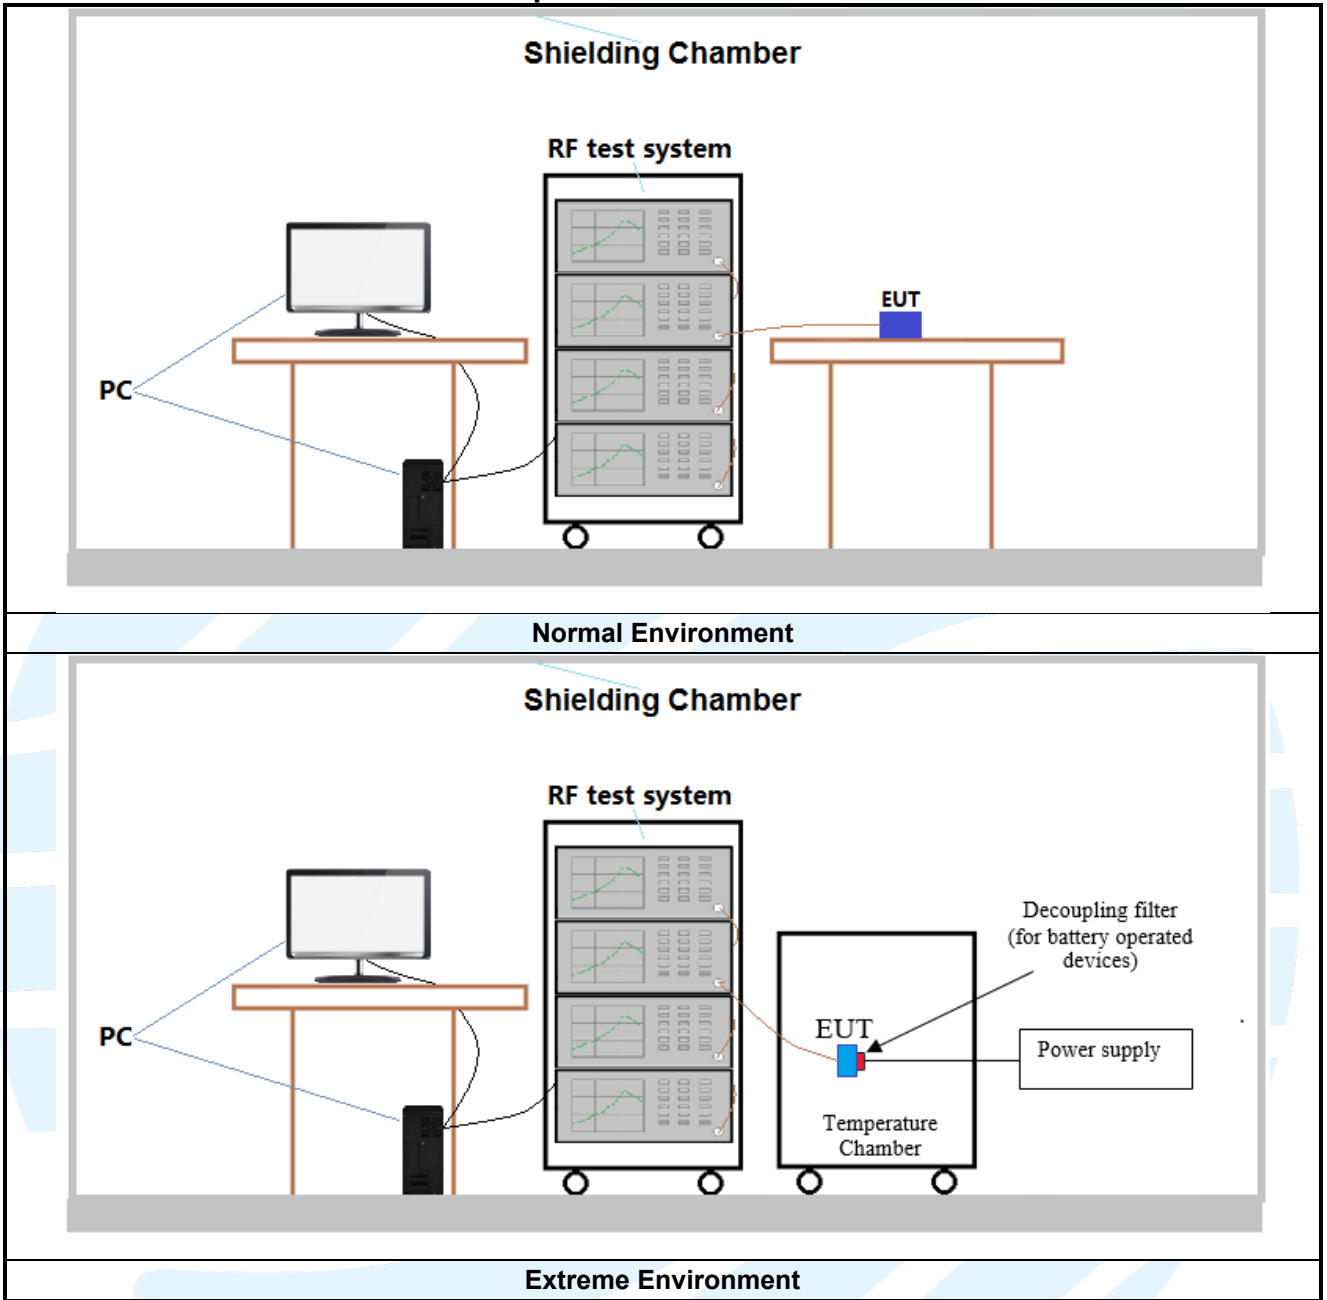 Shielding Chamber
RF test system
EUT
PC
Normal Environment
Shielding Chamber
RF test system
Decoupling filter
(for battery operated
devices)
EUT
PC
Power supply
Temperature
Chamber
Extreme Environment